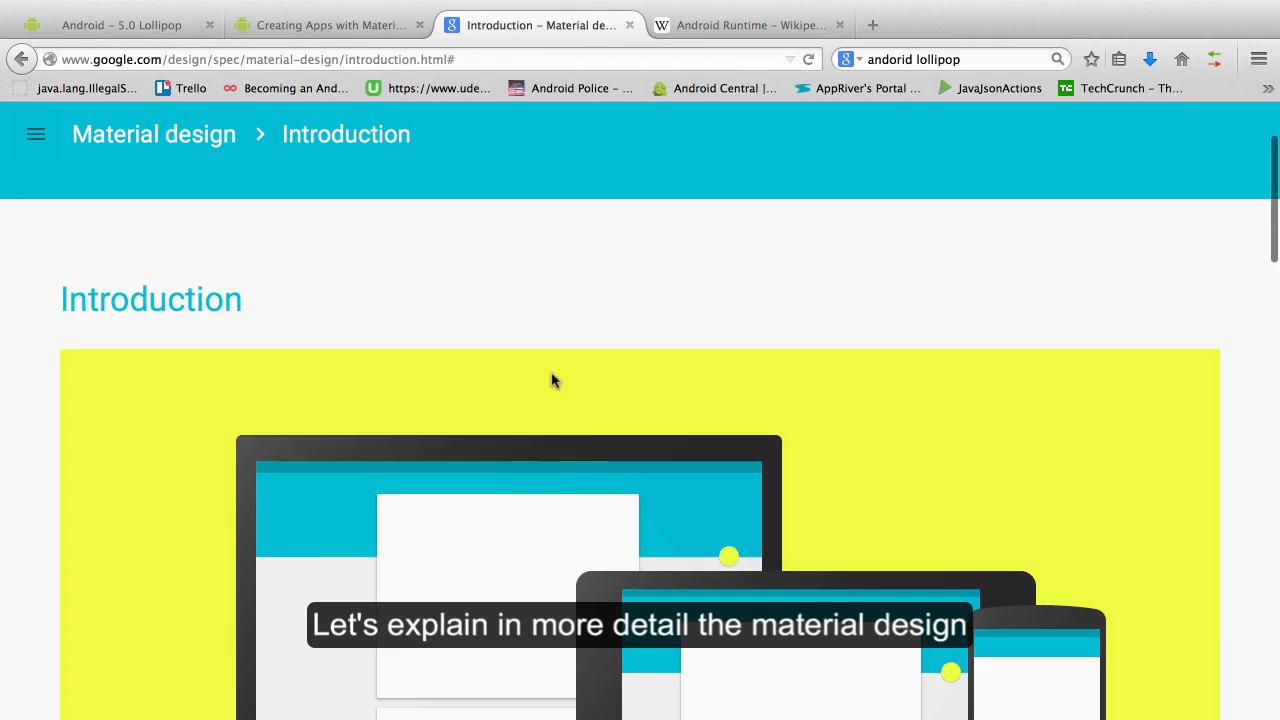 Android – 5.0 Lollipop
Creating Apps with Materi...
Introduction – Material de...
W Android Runtime – Wikipe...
www.google.com/design/spec/material-design/introduction.html#
andorid lollipop
java.lang.IllegalS...
Trello
Becoming an And...
https://www.ude...
Android Police – ...
Android Central |...
AppRiver's Portal ...
JavaJsonActions
TechCrunch – Th...
Material design
Introduction
Introduction
Let's explain in more detail the material design